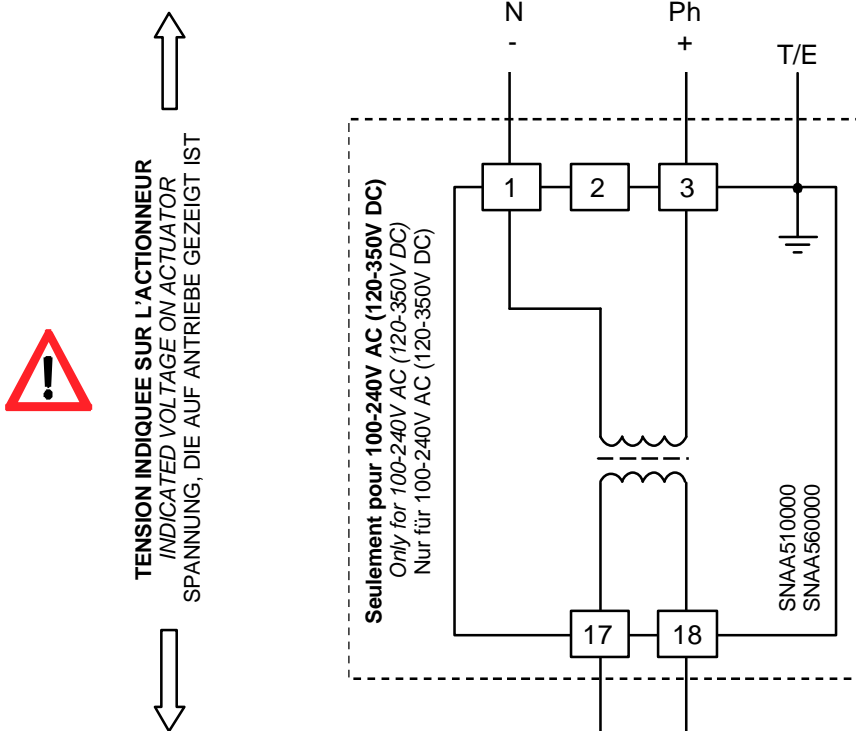 N
Ph
-
+
T/E
TENSION INDIQUEE SUR L'ACTIONNEUR
INDICATED VOLTAGE ON ACTUATOR
SPANNUNG, DIE AUF ANTRIEBE GEZEIGT IST
Seulement pour 100-240V AC (120-350V DC)
Only for 100-240V AC (120-350V DC)
Nur für 100-240V AC (120-350V DC)
1
2
3
!
SNAA510000
SNAA560000
17
18